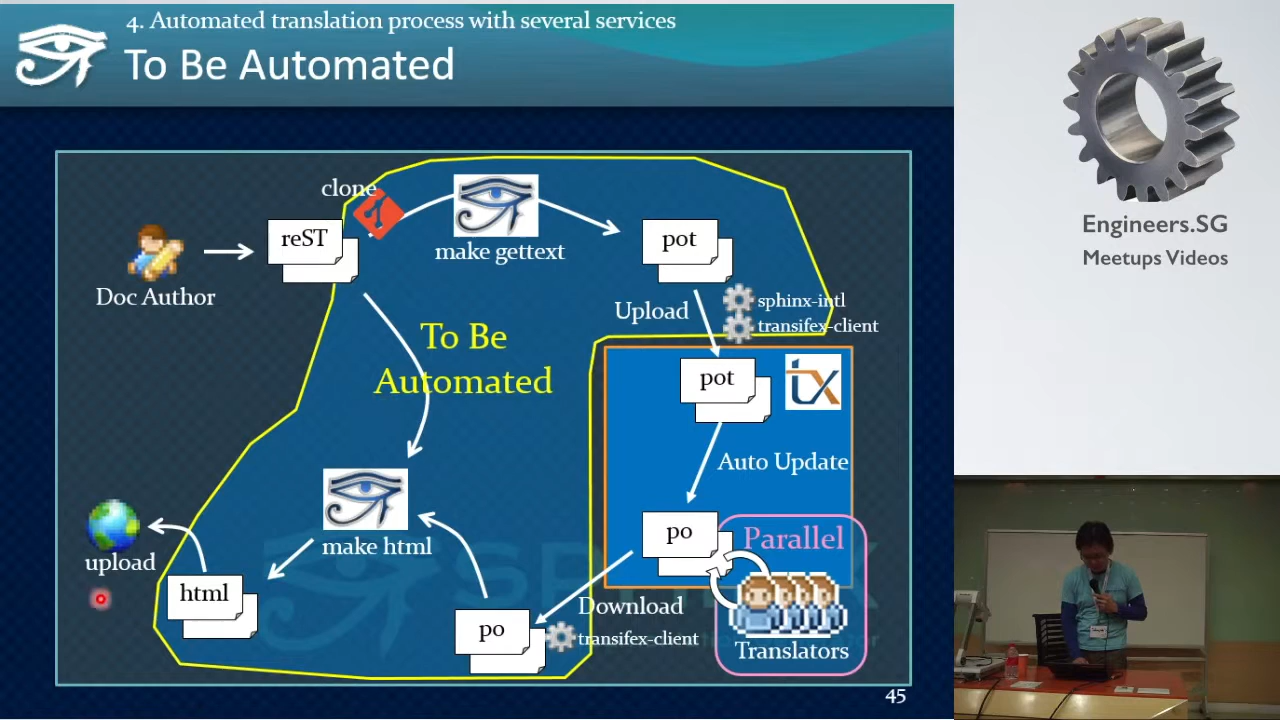 4. Automated translation process with several services
To Be Automated
clone
reST
make gettext
pot
Doc Author
Upload
sphinx-intl
transifex-client
To Be
Automated
pot
tx
Auto Update
po
Parallel
make html
upload
html
po
Download
transifex-client
Translators
45
Engineers.SG
Meetups Videos